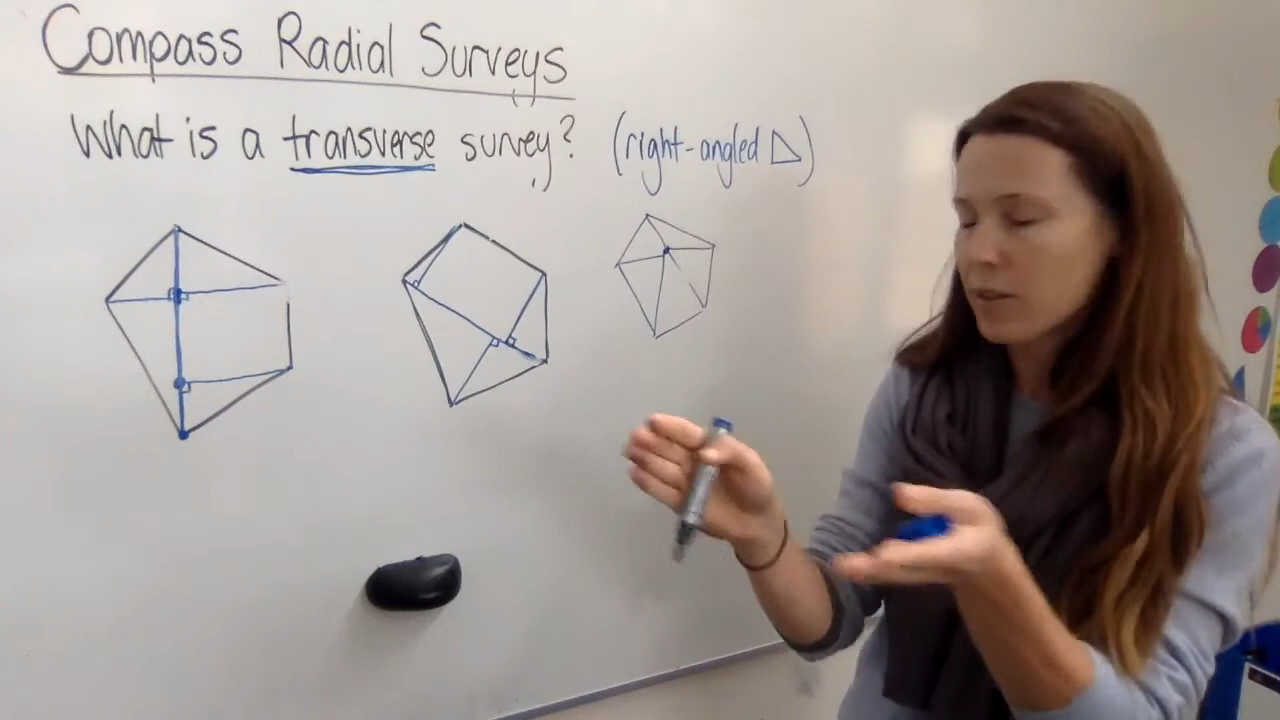 Compass Radial Surveys
What is a transverse survey? (right-angled △)